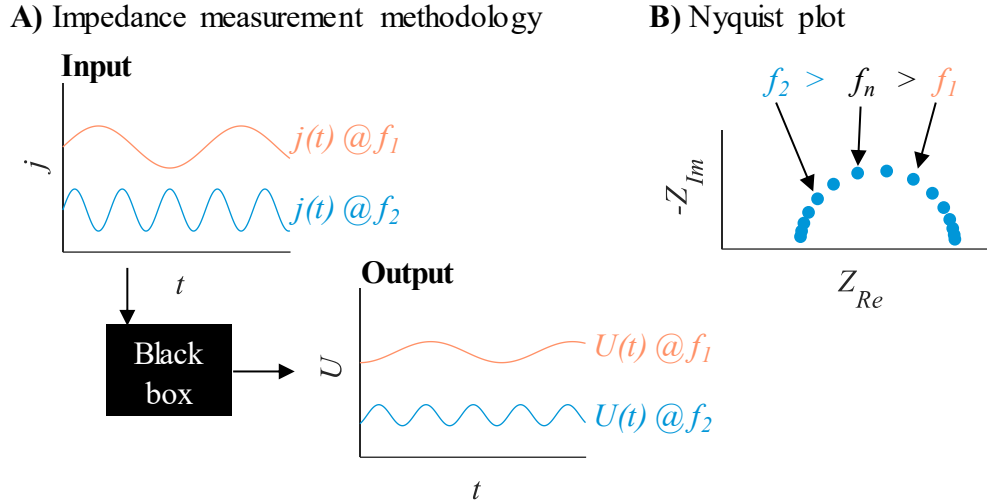 A) Impedance measurement methodology
Input
j
j(t) @ f1
j(t) @ f2
t
Black
box
Output
U
U(t) @ f1
U(t) @ f2
t
B) Nyquist plot
f2 > fn > f1
-ZIm
ZRe